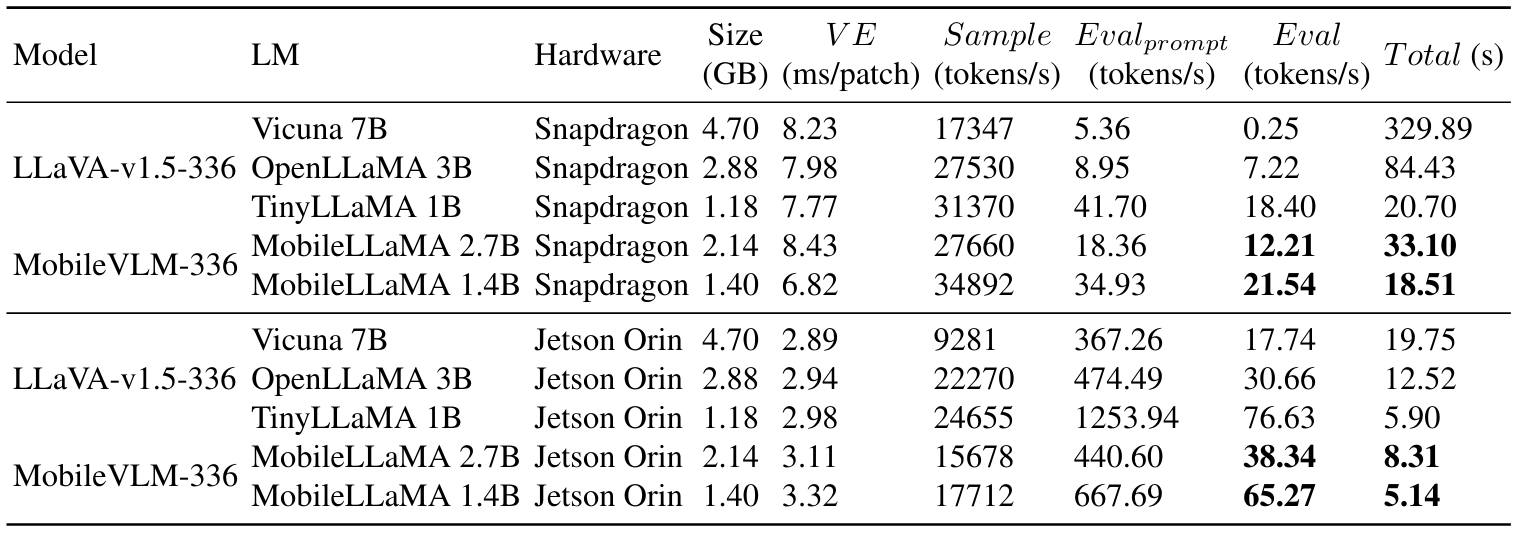 Model LM Hardware Size (GB) VE (ms/patch) Sample (tokens/s) Eval_prompt (tokens/s) Eval (tokens/s) Total (s)
LLaVA-v1.5-336 Vicuna 7B Snapdragon 4.70 8.23 17347 5.36 0.25 329.89
OpenLLaMA 3B Snapdragon 2.88 7.98 27530 8.95 7.22 84.43
TinyLLaMA 1B Snapdragon 1.18 7.77 31370 41.70 18.40 20.70
MobileVLM-336 MobileLLaMA 2.7B Snapdragon 2.14 8.43 27660 18.36 12.21 33.10
MobileLLaMA 1.4B Snapdragon 1.40 6.82 34892 34.93 21.54 18.51
LLaVA-v1.5-336 Vicuna 7B Jetson Orin 4.70 2.89 9281 367.26 17.74 19.75
OpenLLaMA 3B Jetson Orin 2.88 2.94 22270 474.49 30.66 12.52
TinyLLaMA 1B Jetson Orin 1.18 2.98 24655 1253.94 76.63 5.90
MobileVLM-336 MobileLLaMA 2.7B Jetson Orin 2.14 3.11 15678 440.60 38.34 8.31
MobileLLaMA 1.4B Jetson Orin 1.40 3.32 17712 667.69 65.27 5.14